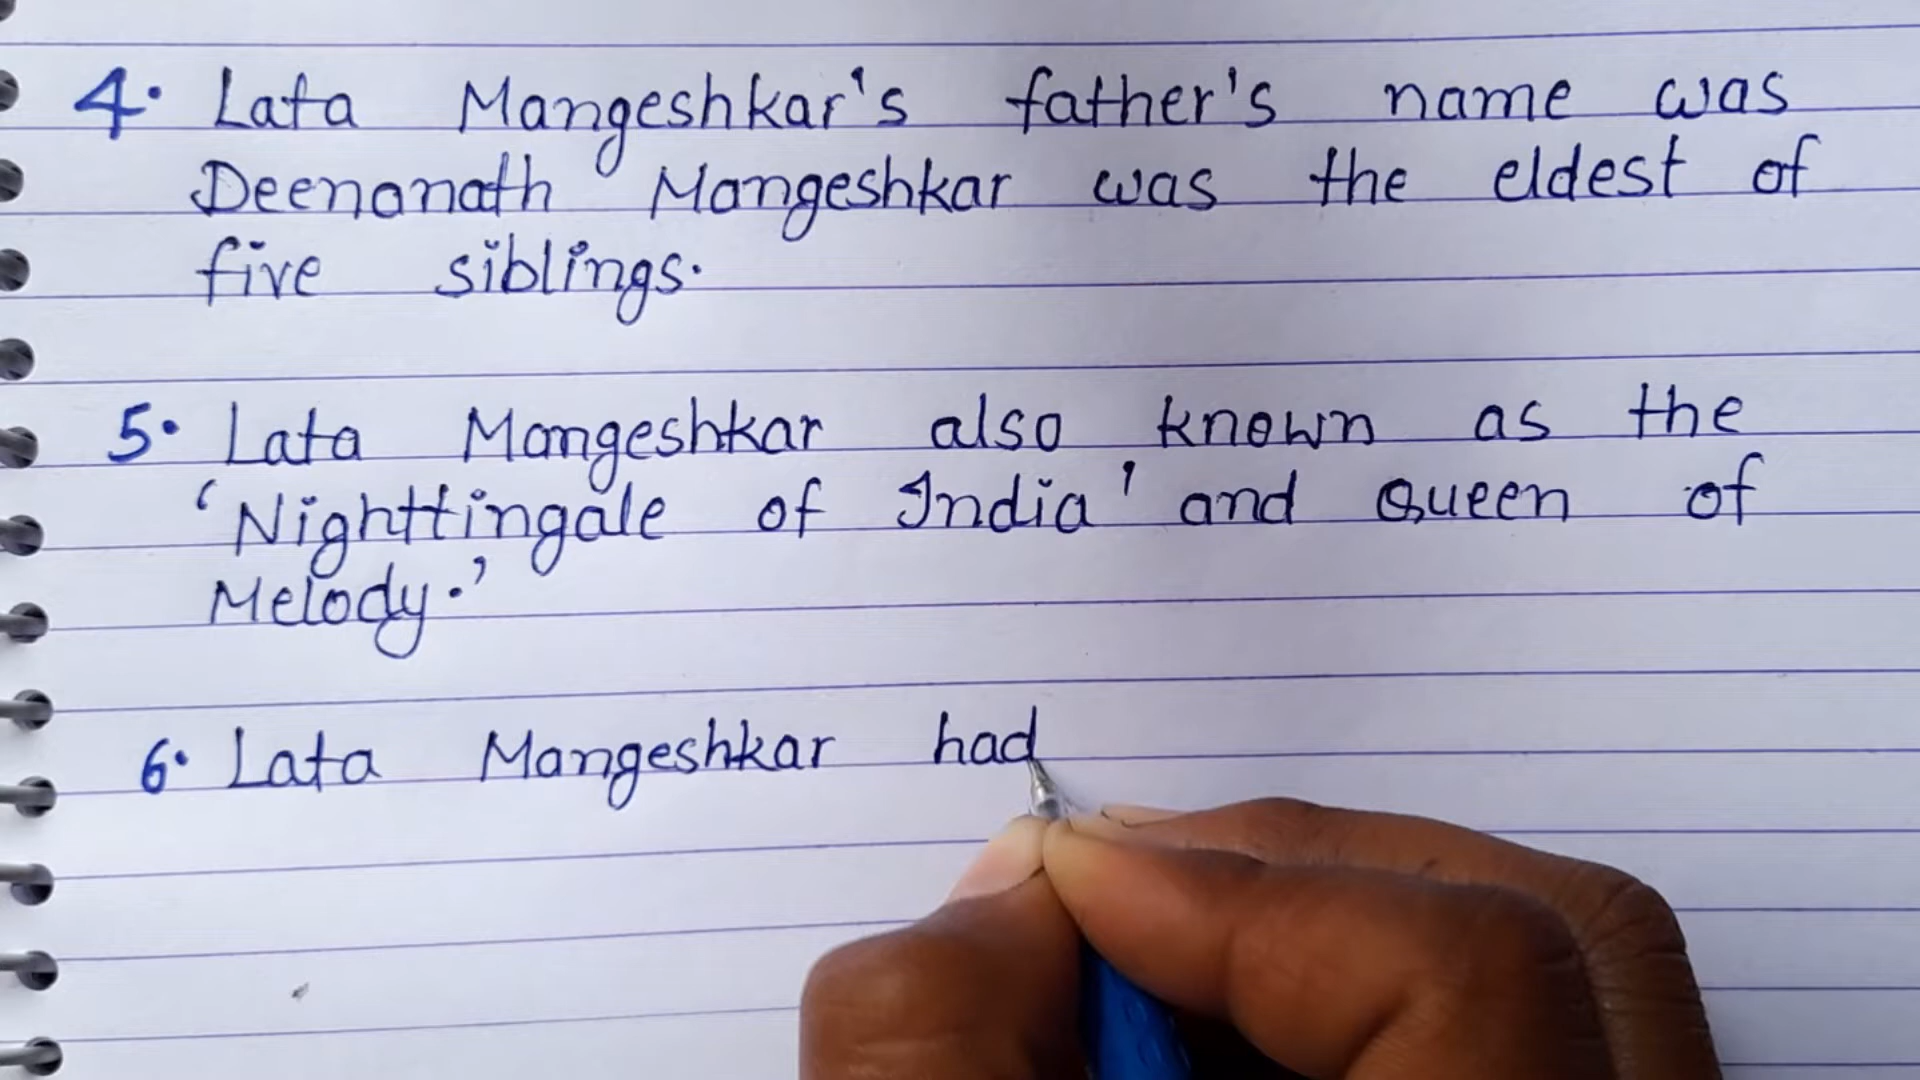 4. Lata Mangeshkar's father's name was
Deenanath Mangeshkar was the eldest of
five siblings.
5. Lata Mangeshkar also known as the
'Nighttingale of India' and Queen of
Melody.'
6. Lata Mangeshkar had